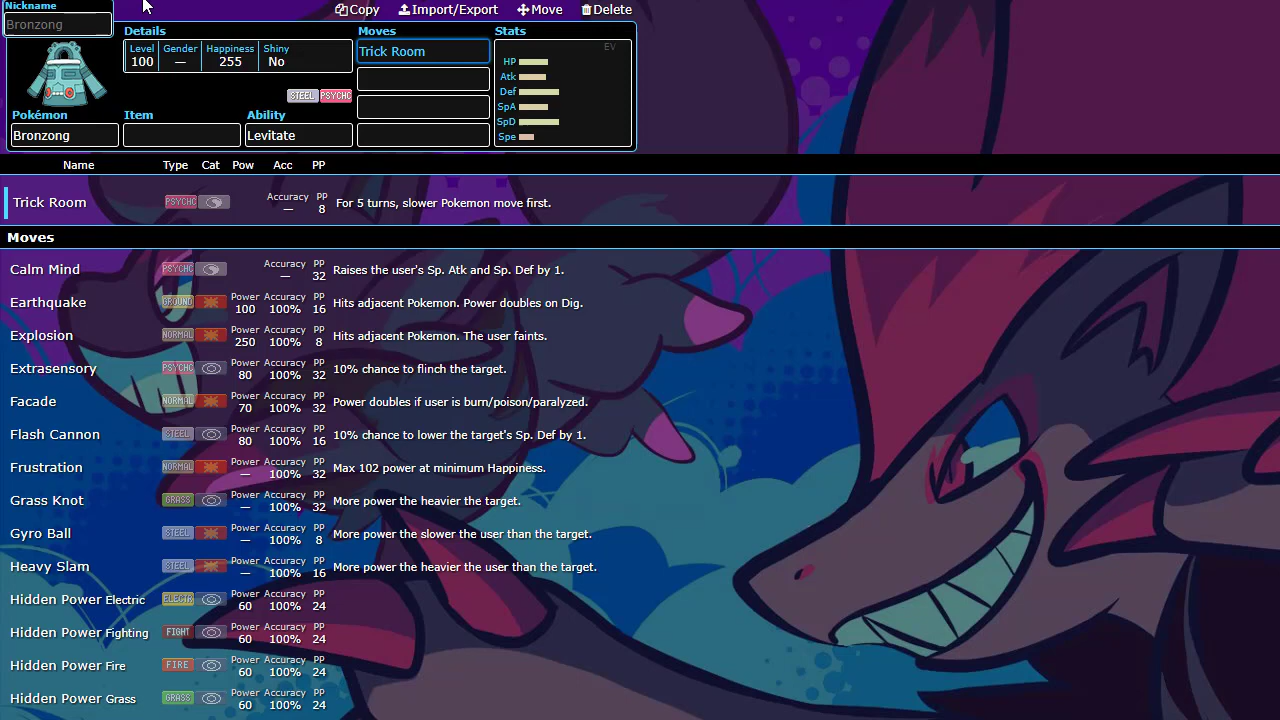 Nickname
Bronzong
Copy Import/Export Move Delete
Details
Moves
Stats
Level Gender Happiness Shiny
100 — 255 No
Trick Room
EV
HP
Atk
Def
SpA
SpD
Spe
STEEL PSYCHC
Pokémon Item Ability
Bronzong
Levitate
Name Type Cat Pow Acc PP
Trick Room PSYCHC Accuracy — PP 8 For 5 turns, slower Pokemon move first.
Moves
Calm Mind PSYCHC Accuracy — PP 32 Raises the user's Sp. Atk and Sp. Def by 1.
Earthquake GROUND Power 100 Accuracy 100% PP 16 Hits adjacent Pokemon. Power doubles on Dig.
Explosion NORMAL Power 250 Accuracy 100% PP 8 Hits adjacent Pokemon. The user faints.
Extrasensory PSYCHC Power 80 Accuracy 100% PP 32 10% chance to flinch the target.
Facade NORMAL Power 70 Accuracy 100% PP 32 Power doubles if user is burn/poison/paralyzed.
Flash Cannon STEEL Power 80 Accuracy 100% PP 16 10% chance to lower the target's Sp. Def by 1.
Frustration NORMAL Power — Accuracy 100% PP 32 Max 102 power at minimum Happiness.
Grass Knot GRASS Power — Accuracy 100% PP 32 More power the heavier the target.
Gyro Ball STEEL Power — Accuracy 100% PP 8 More power the slower the user than the target.
Heavy Slam STEEL Power — Accuracy 100% PP 16 More power the heavier the user than the target.
Hidden Power Electric ELECTR Power 60 Accuracy 100% PP 24
Hidden Power Fighting FIGHT Power 60 Accuracy 100% PP 24
Hidden Power Fire FIRE Power 60 Accuracy 100% PP 24
Hidden Power Grass GRASS Power 60 Accuracy 100% PP 24